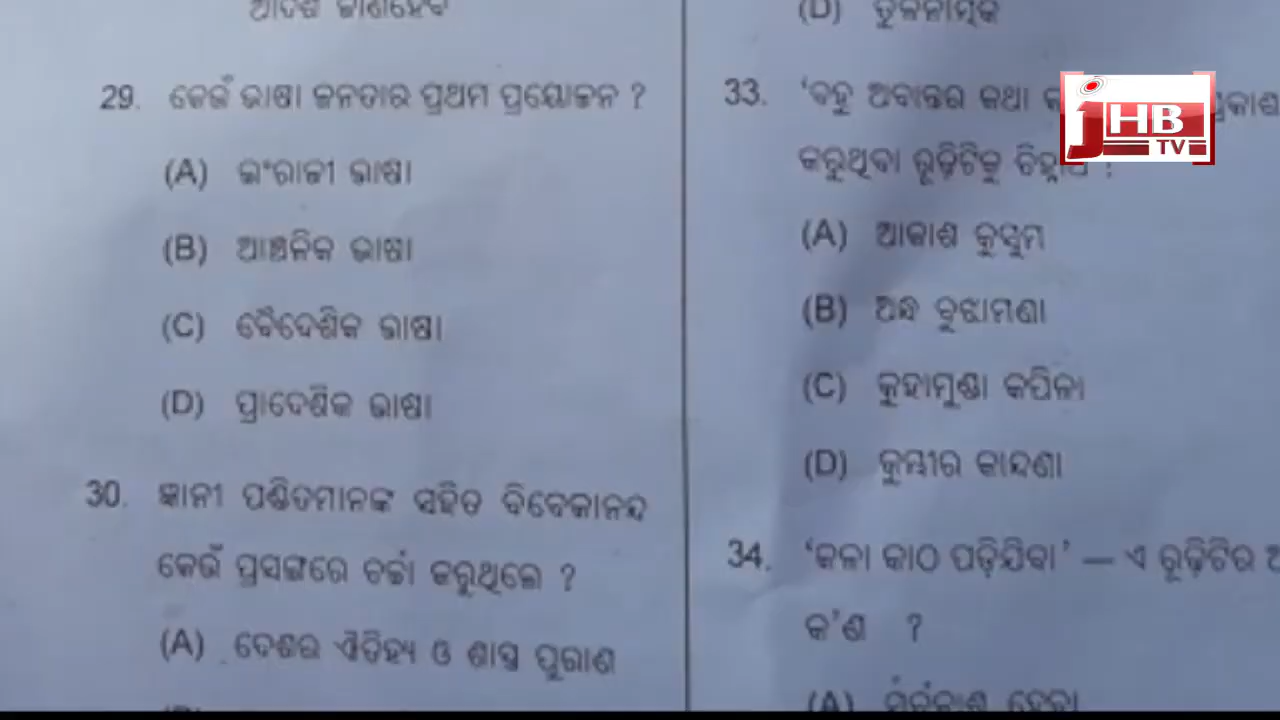 29. କେଉଁ ଭାଷା ଜନତାର ପ୍ରଥମ ପ୍ରୟୋଜନ ?
(A) ଇଂରାଜୀ ଭାଷା
(B) ଆଞ୍ଚଳିକ ଭାଷା
(C) ବୈଦେଶିକ ଭାଷା
(D) ପ୍ରାଦେଶିକ ଭାଷା
30. ଜ୍ଞାନୀ ପଣ୍ଡିତମାନଙ୍କ ସହିତ ବିବେକାନନ୍ଦ
କେଉଁ ପ୍ରସଙ୍ଗରେ ଚର୍ଚ୍ଚା କରୁଥିଲେ ?
(A) ଦେଶର ଐତିହ୍ୟ ଓ ଶାସ୍ତ୍ର ପୁରାଣ
(D) ତୁଳନାତ୍ମକ
33. ‘ବହୁ ଅବାନ୍ତର କଥା
କରୁଥିବା ରୂଢ଼ିଟିକୁ ?
(A) ଆକାଶ କୁସୁମ
(B) ଅନ୍ଧ ବୁଝାମଣା
(C) କୁହାମୁଣ୍ଡା କପିଳା
(D) କୁମ୍ଭୀର କାନ୍ଦଣା
34. ‘କଳା କାଠ ପଡ଼ିଯିବା’ — ଏ ରୂଢ଼ିଟିର
କ’ଣ ?
(A) ହେବା
jHB
TV